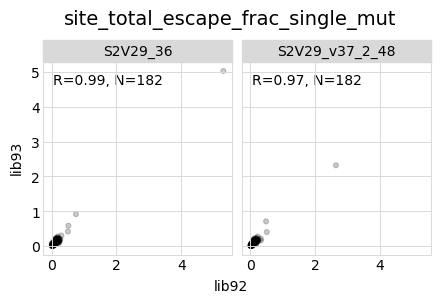 site_total_escape_frac_single_mut
S2V29_36
S2V29_v37_2_48
R=0.99, N=182
R=0.97, N=182
5
4
3
2
1
0
lib93
0
2
4
0
2
4
lib92